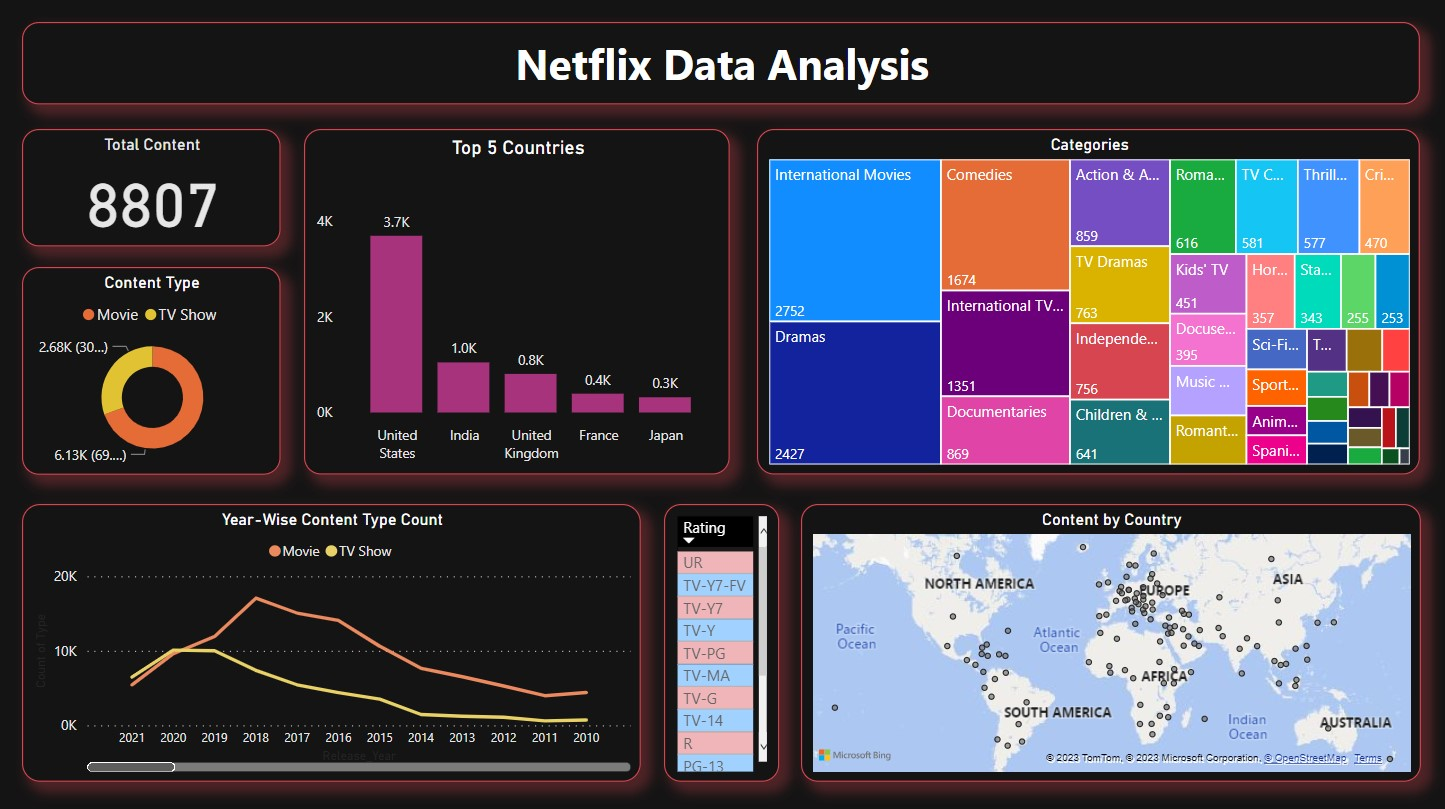 Netflix Data Analysis
Total Content
8807
Content Type
Movie TV Show
2.68K (30...)
6.13K (69....)
Top 5 Countries
4K
2K
0K
3.7K
1.0K
0.8K
0.4K
0.3K
United States
India
United Kingdom
France
Japan
Categories
International Movies
2752
Dramas
2427
Comedies
1674
International TV...
1351
Documentaries
869
Action & A...
859
TV Dramas
763
Independe...
756
Children & ...
641
Roma...
616
TV C...
581
Thrill...
577
Cri...
470
Kids' TV
451
Docuse...
395
Music ...
Romant...
Hor...
357
Sta...
343
255
253
Sci-Fi...
T...
Sport...
Anim...
Spani...
Year-Wise Content Type Count
Movie TV Show
Count of Type
20K
10K
0K
2021 2020 2019 2018 2017 2016 2015 2014 2013 2012 2011 2010
Release_Year
Rating
UR
TV-Y7-FV
TV-Y7
TV-Y
TV-PG
TV-MA
TV-G
TV-14
R
PG-13
Content by Country
NORTH AMERICA
EUROPE
ASIA
Pacific
Ocean
Atlantic
Ocean
AFRICA
SOUTH AMERICA
Indian
Ocean
AUSTRALIA
Microsoft Bing
© 2023 TomTom, © 2023 Microsoft Corporation, © OpenStreetMap Terms